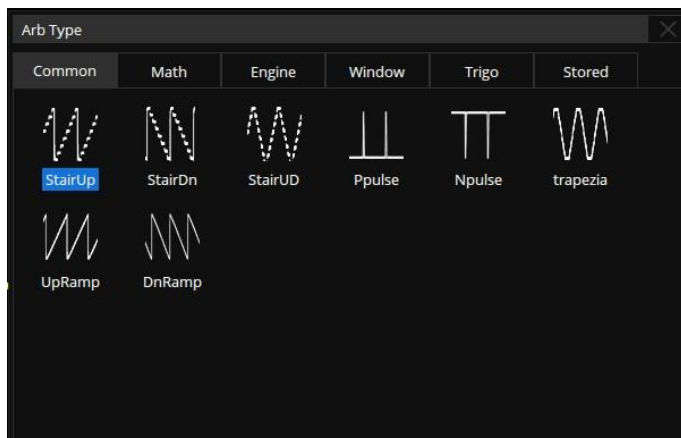 Arb Type
Common Math Engine Window Trigo Stored
StairUp StairDn StairUD Ppulse Npulse trapezia
UpRamp DnRamp